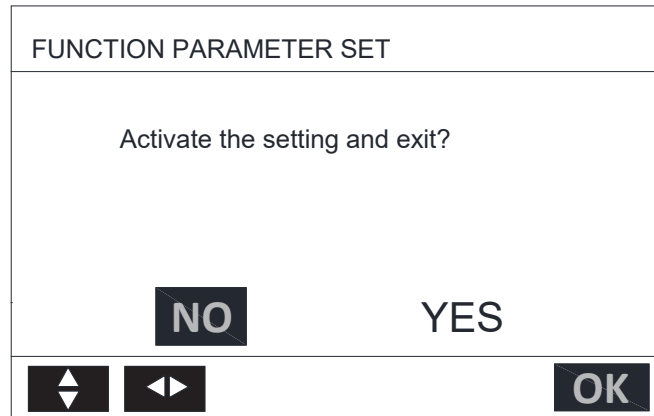 FUNCTION PARAMETER SET
Activate the setting and exit?
NO YES
OK